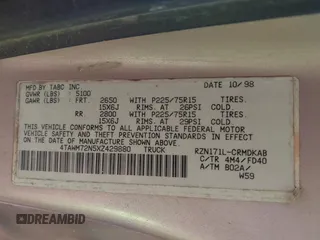 MFD BY TABC INC DATE 10/98
GVWR (LBS) 5100
GAWR (LBS) FRT. 2650 WITH P225/75R15 TIRES.
15X6J RIMS. AT 26PSI COLD.
RR 2800 WITH P225/75R15 TIRES.
15X6J RIMS. AT 29PSI COLD.
THIS VEHICLE CONFORMS TO ALL APPLICABLE FEDERAL
MOTOR VEHICLE SAFETY STANDARDS IN EFFECT ON THE
DATE OF MANUFACTURE SHOWN ABOVE.
4TAWM72N5XZ429880 TRUCK RZN171L-CRMDKAB
C/TR 4M4/FD40
A/TM B02A/
W59
DREAMBID